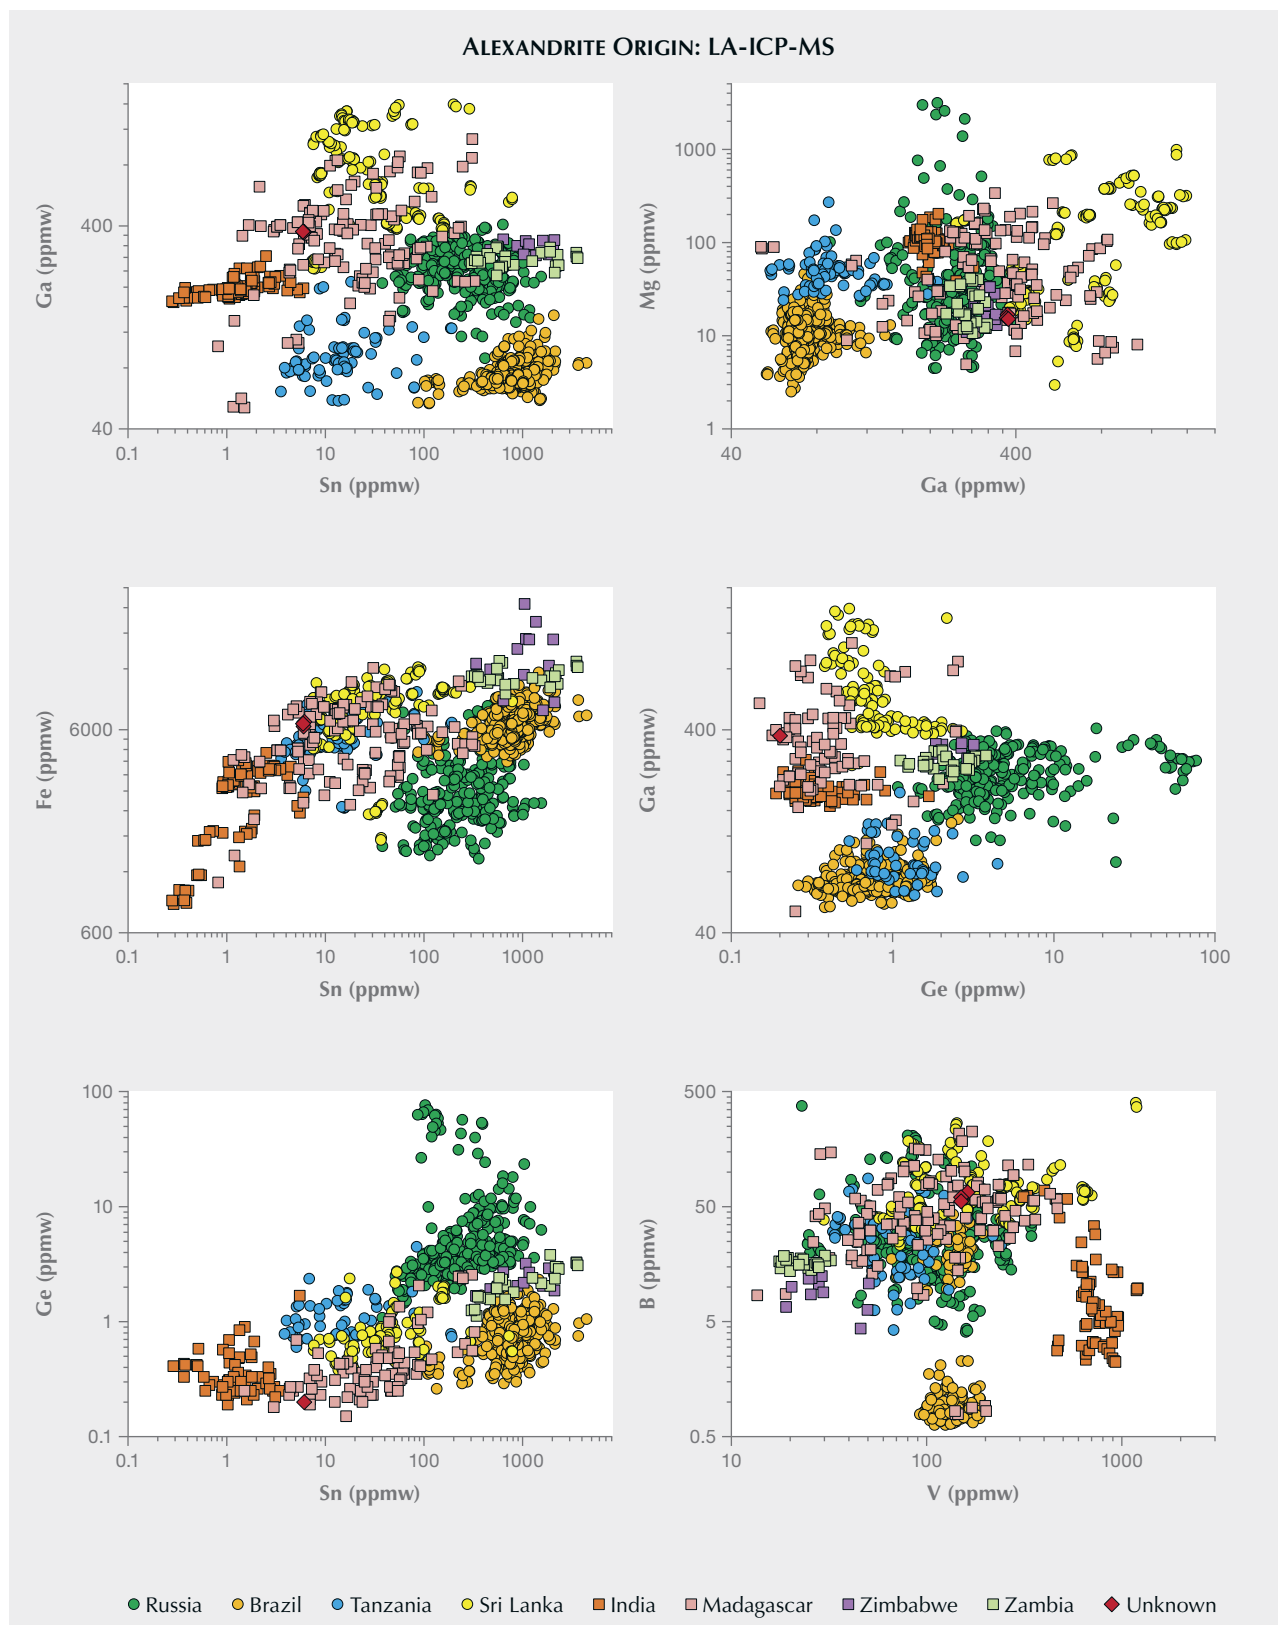 ALEXANDRITE ORIGIN: LA-ICP-MS
Ga (ppmw)
400
40
0.1 1 10 100 1000
Sn (ppmw)
Mg (ppmw)
1000
100
10
1
40 400
Ga (ppmw)
Fe (ppmw)
6000
600
0.1 1 10 100 1000
Sn (ppmw)
Ga (ppmw)
400
40
0.1 1 10 100
Ge (ppmw)
Ge (ppmw)
100
10
1
0.1
0.1 1 10 100 1000
Sn (ppmw)
B (ppmw)
500
50
5
0.5
10 100 1000
V (ppmw)
Russia Brazil Tanzania Sri Lanka India Madagascar Zimbabwe Zambia Unknown